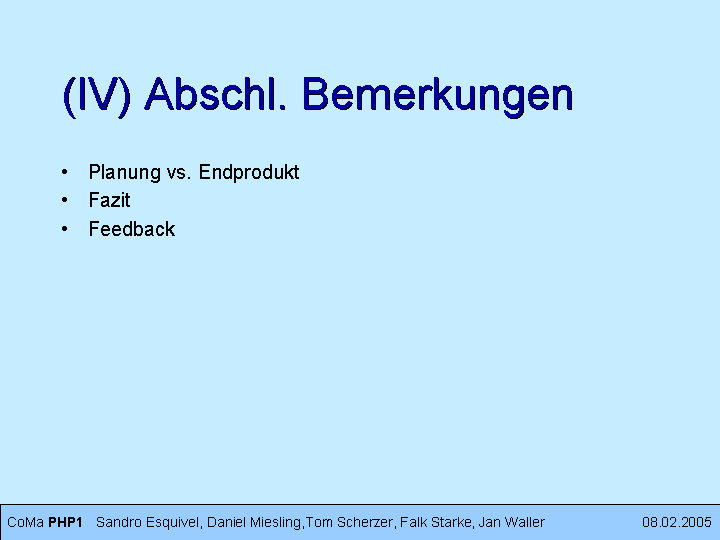 (IV) Abschl. Bemerkungen
• Planung vs. Endprodukt
• Fazit
• Feedback
CoMa PHP1 Sandro Esquivel, Daniel Miesling,Tom Scherzer, Falk Starke, Jan Waller 08.02.2005